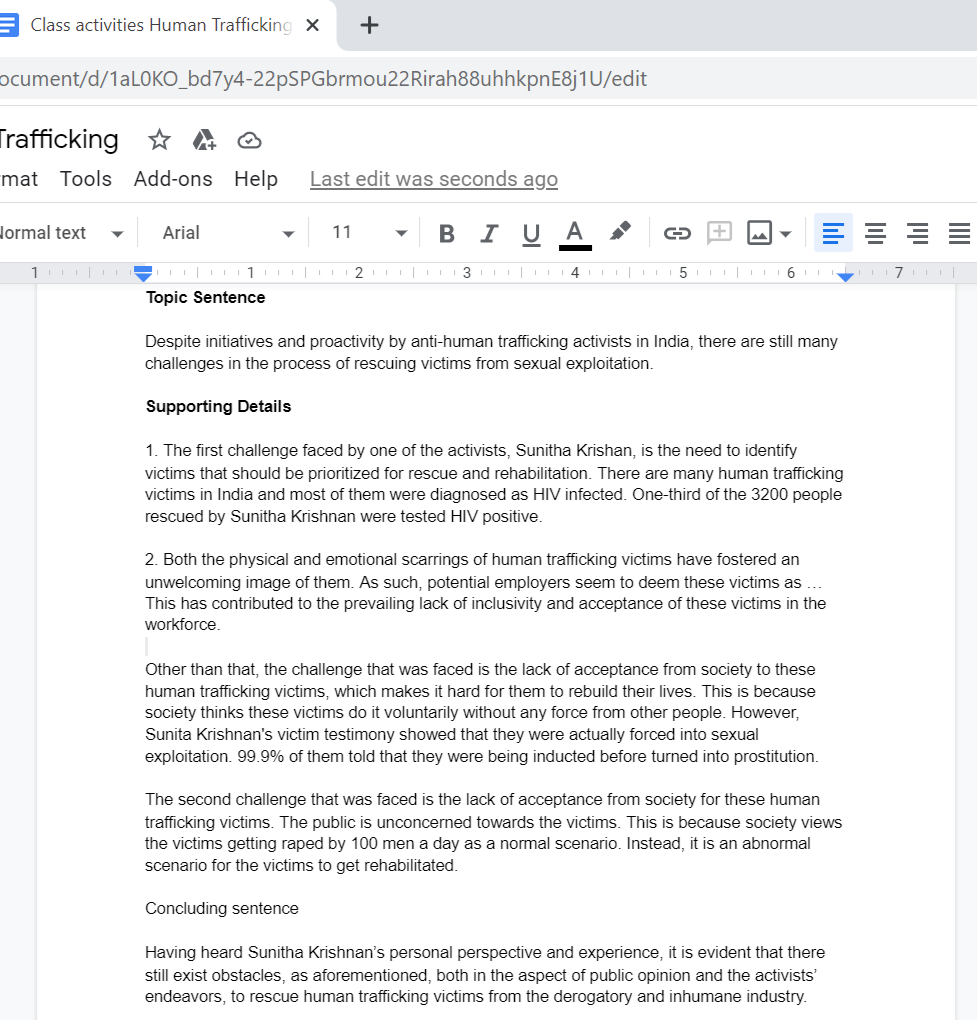 Class activities Human Trafficking
ocument/d/1aL0KO_bd7y4-22pSPGbrmou22Rirah88uhhkpnE8j1U/edit
Trafficking
rmat Tools Add-ons Help Last edit was seconds ago
Normal text Arial 11 B I U A
1 1 2 3 4 5 6 7
Topic Sentence
Despite initiatives and proactivity by anti-human trafficking activists in India, there are still many
challenges in the process of rescuing victims from sexual exploitation.
Supporting Details
1. The first challenge faced by one of the activists, Sunitha Krishan, is the need to identify
victims that should be prioritized for rescue and rehabilitation. There are many human trafficking
victims in India and most of them were diagnosed as HIV infected. One-third of the 3200 people
rescued by Sunitha Krishnan were tested HIV positive.
2. Both the physical and emotional scarrings of human trafficking victims have fostered an
unwelcoming image of them. As such, potential employers seem to deem these victims as …
This has contributed to the prevailing lack of inclusivity and acceptance of these victims in the
workforce.
Other than that, the challenge that was faced is the lack of acceptance from society to these
human trafficking victims, which makes it hard for them to rebuild their lives. This is because
society thinks these victims do it voluntarily without any force from other people. However,
Sunita Krishnan's victim testimony showed that they were actually forced into sexual
exploitation. 99.9% of them told that they were being inducted before turned into prostitution.
The second challenge that was faced is the lack of acceptance from society for these human
trafficking victims. The public is unconcerned towards the victims. This is because society views
the victims getting raped by 100 men a day as a normal scenario. Instead, it is an abnormal
scenario for the victims to get rehabilitated.
Concluding sentence
Having heard Sunitha Krishnan’s personal perspective and experience, it is evident that there
still exist obstacles, as aforementioned, both in the aspect of public opinion and the activists’
endeavors, to rescue human trafficking victims from the derogatory and inhumane industry.